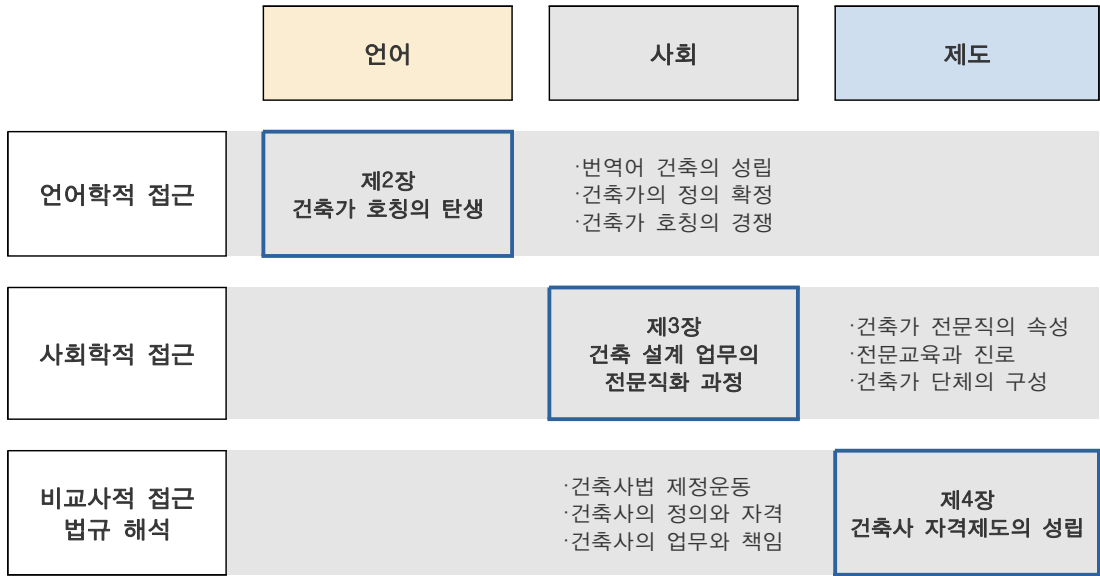 언어
사회
제도
언어학적 접근
제2장
건축가 호칭의 탄생
·번역어 건축의 성립
·건축가의 정의 확정
·건축가 호칭의 경쟁
사회학적 접근
제3장
건축 설계 업무의
전문직화 과정
·건축가 전문직의 속성
·전문교육과 진로
·건축가 단체의 구성
비교사적 접근
법규 해석
·건축사법 제정운동
·건축사의 정의와 자격
·건축사의 업무와 책임
제4장
건축사 자격제도의 성립